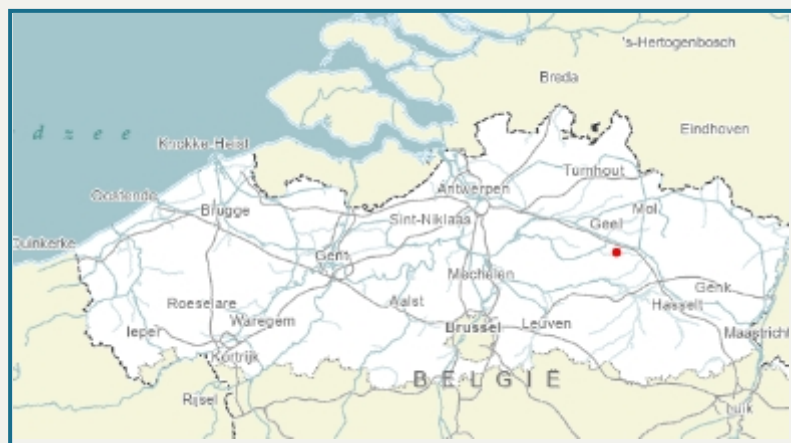 's-Hertogenbosch
Breda
d z e e
Eindhoven
Knokke-Heist
Turnhout
Oostende
Antwerpen
Mol
Brugge
Sint-Niklaas
Geel
Duinkerke
Gent
Mechelen
Genk
Roeselare
Aalst
Hasselt
Ieper
Waregem
Brussel
Leuven
Maastricht
Kortrijk
BELGIË
Rijsel
Luik